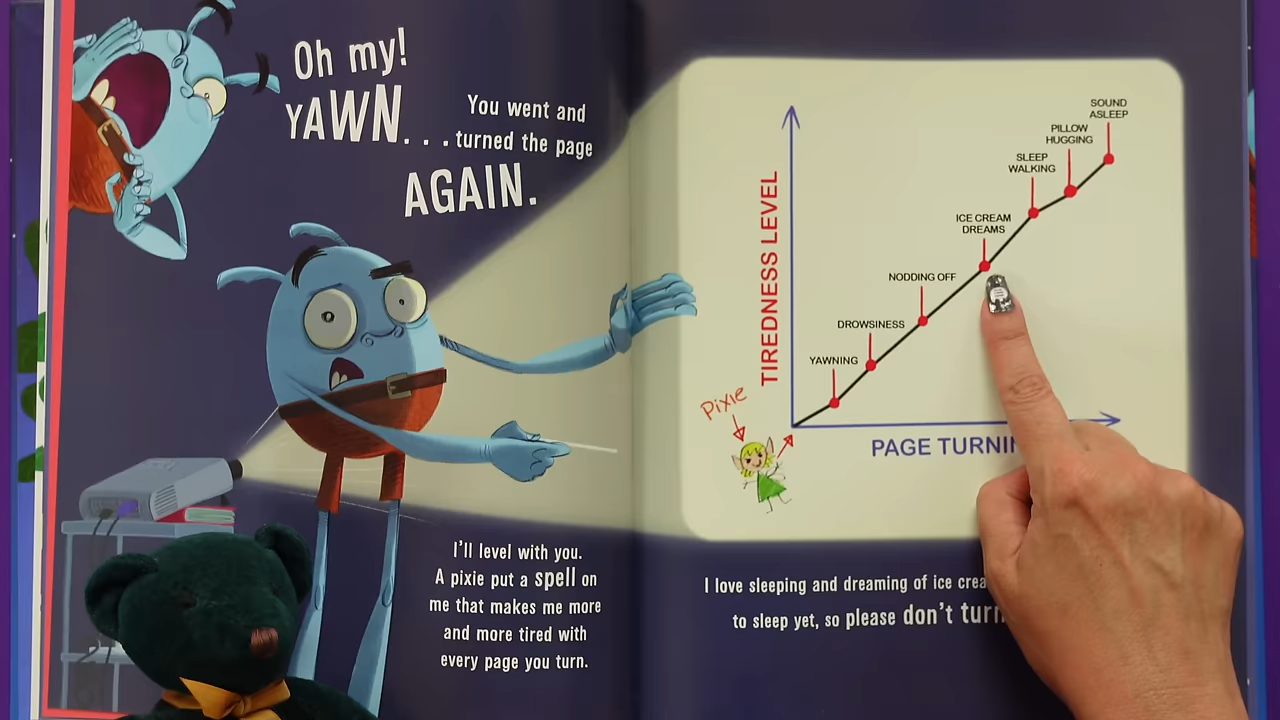 Oh my!
YAWN...
You went and
turned the page
AGAIN.
I'll level with you.
A pixie put a spell on
me that makes me more
and more tired with
every page you turn.
SOUND
ASLEEP
PILLOW
HUGGING
SLEEP
WALKING
ICE CREAM
DREAMS
NODDING OFF
DROWSINESS
YAWNING
TIREDNESS LEVEL
Pixie
PAGE
I love sleeping and dreaming of ice
to sleep yet, so please don't